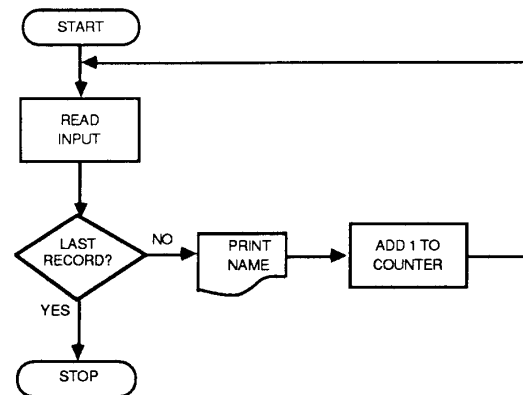 START
READ
INPUT
LAST
RECORD?
NO
PRINT
NAME
ADD 1 TO
COUNTER
YES
STOP